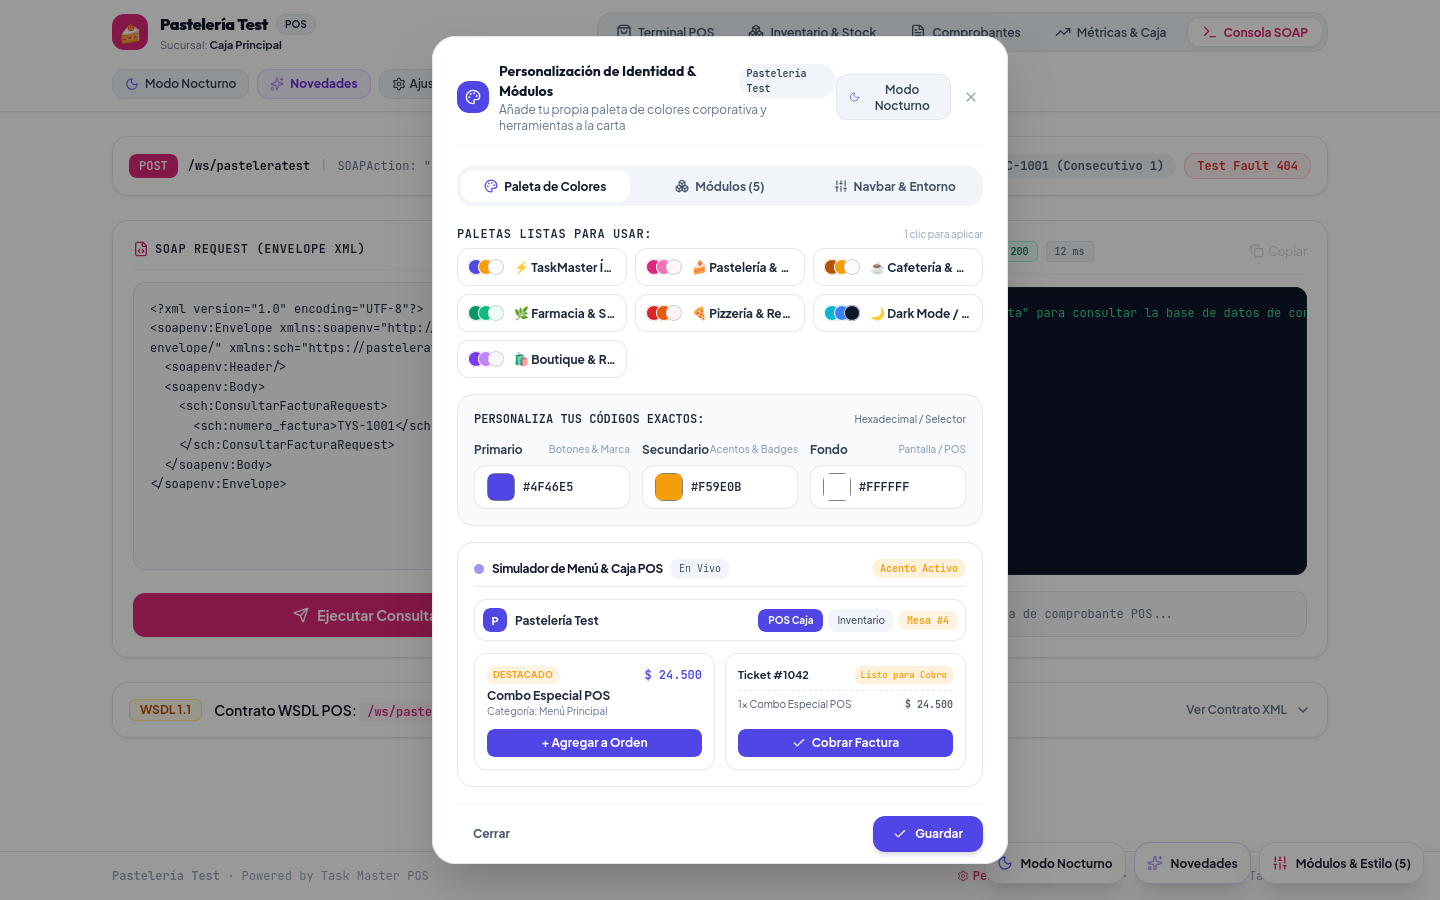 Pastelería Test POS
Sucursal: Caja Principal
Terminal POS Inventario & Stock Comprobantes Métricas & Caja Consola SOAP
Modo Nocturno Novedades Ajus
Personalización de Identidad &
Módulos
Pastelería
Test
Añade tu propia paleta de colores corporativa y
herramientas a la carta
Modo
Nocturno
POST /ws/pasteleratest | SOAPAction: "
C-1001 (Consecutivo 1) Test Fault 404
Paleta de Colores Módulos (5) Navbar & Entorno
SOAP REQUEST (ENVELOPE XML)
200 12 ms Copiar
PALETAS LISTAS PARA USAR: 1 clic para aplicar
⚡ TaskMaster Í... 🍰 Pastelería & ... ☕ Cafetería & ...
🌿 Farmacia & S... 🍕 Pizzería & Re... 🌙 Dark Mode / ...
🛍️ Boutique & R...
<?xml version="1.0" encoding="UTF-8"?>
<soapenv:Envelope xmlns:soapenv="http:/
envelope/" xmlns:sch="https://pastelera
<soapenv:Header/>
<soapenv:Body>
<sch:ConsultarFacturaRequest>
<sch:numero_factura>TYS-1001</sch
</sch:ConsultarFacturaRequest>
</soapenv:Body>
</soapenv:Envelope>
ta" para consultar la base de datos de con
PERSONALIZA TUS CÓDIGOS EXACTOS: Hexadecimal / Selector
Primario Botones & Marca Secundario Acentos & Badges Fondo Pantalla / POS
#4F46E5 #F59E0B #FFFFFF
Simulador de Menú & Caja POS En Vivo Acento Activo
P Pastelería Test POS Caja Inventario Mesa #4
DESTACADO $ 24.500
Combo Especial POS
Categoría: Menú Principal
+ Agregar a Orden
Ticket #1042 Listo para Cobro
1x Combo Especial POS $ 24.500
Cobrar Factura
Ejecutar Consulta
a de comprobante POS...
WSDL 1.1 Contrato WSDL POS: /ws/paste
Ver Contrato XML
Cerrar Guardar
Modo Nocturno Novedades Módulos & Estilo (5)
Pastelería Test · Powered by Task Master POS
Pe
Ta